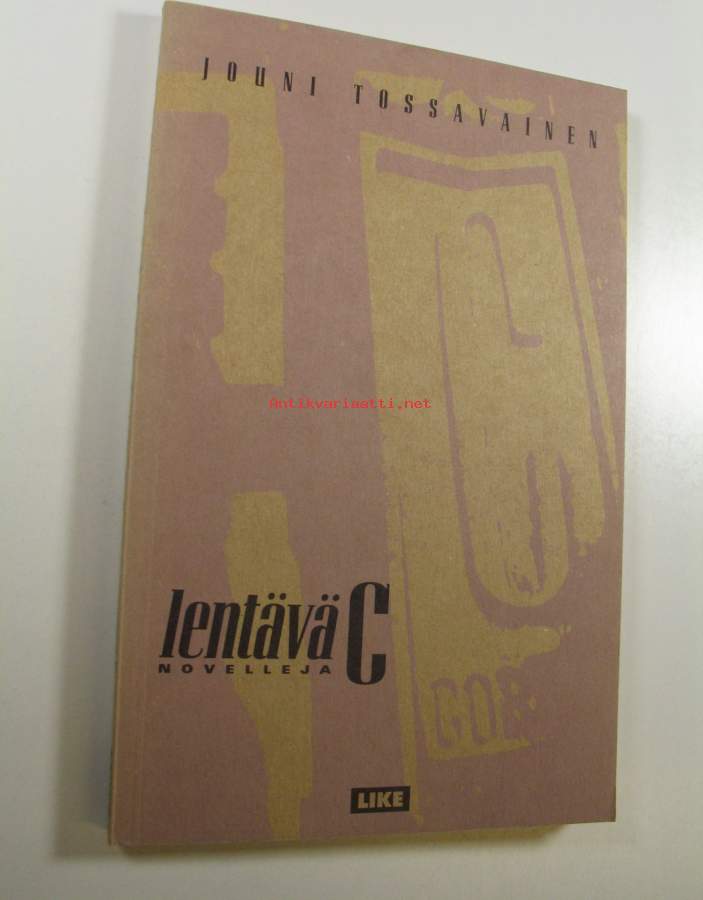 JOUNI TOSSAVAINEN
Antikvariaatti.net
lentävä C
NOVELLEJA
LIKE